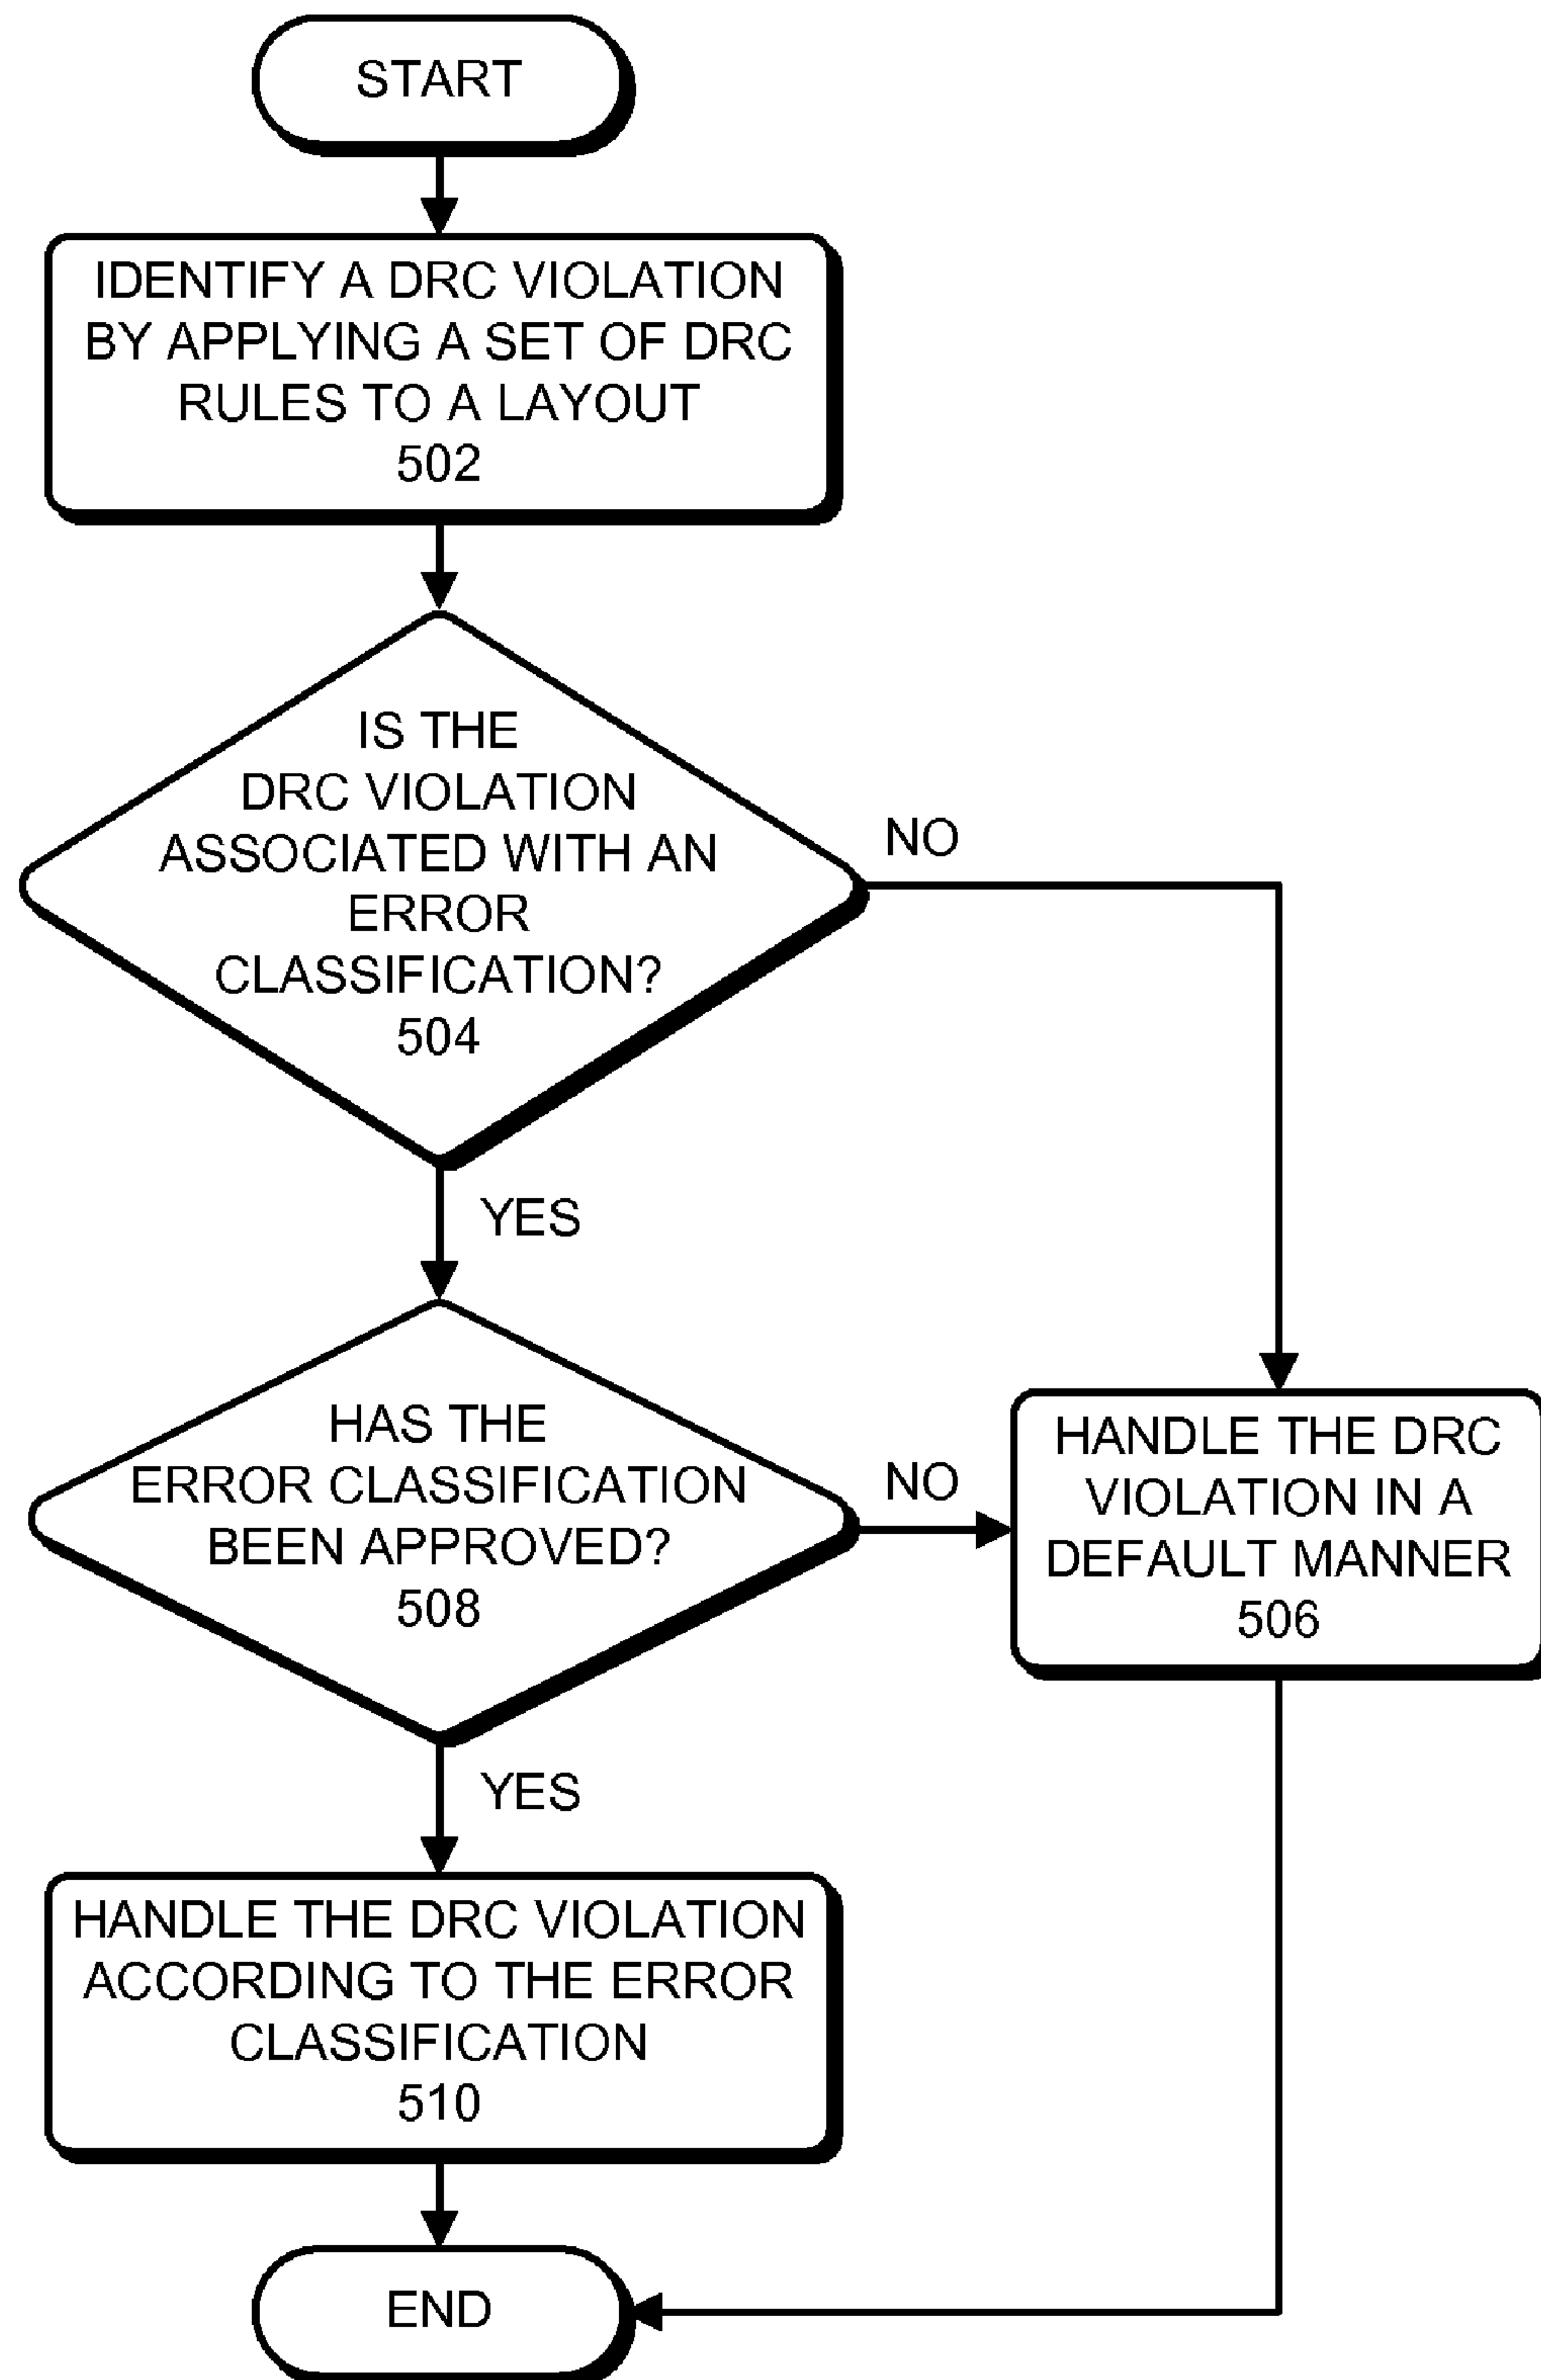 START
IDENTIFY A DRC VIOLATION
BY APPLYING A SET OF DRC
RULES TO A LAYOUT
502
IS THE
DRC VIOLATION
ASSOCIATED WITH AN
ERROR
CLASSIFICATION?
504
NO
YES
HAS THE
ERROR CLASSIFICATION
BEEN APPROVED?
508
NO
HANDLE THE DRC
VIOLATION IN A
DEFAULT MANNER
506
YES
HANDLE THE DRC VIOLATION
ACCORDING TO THE ERROR
CLASSIFICATION
510
END